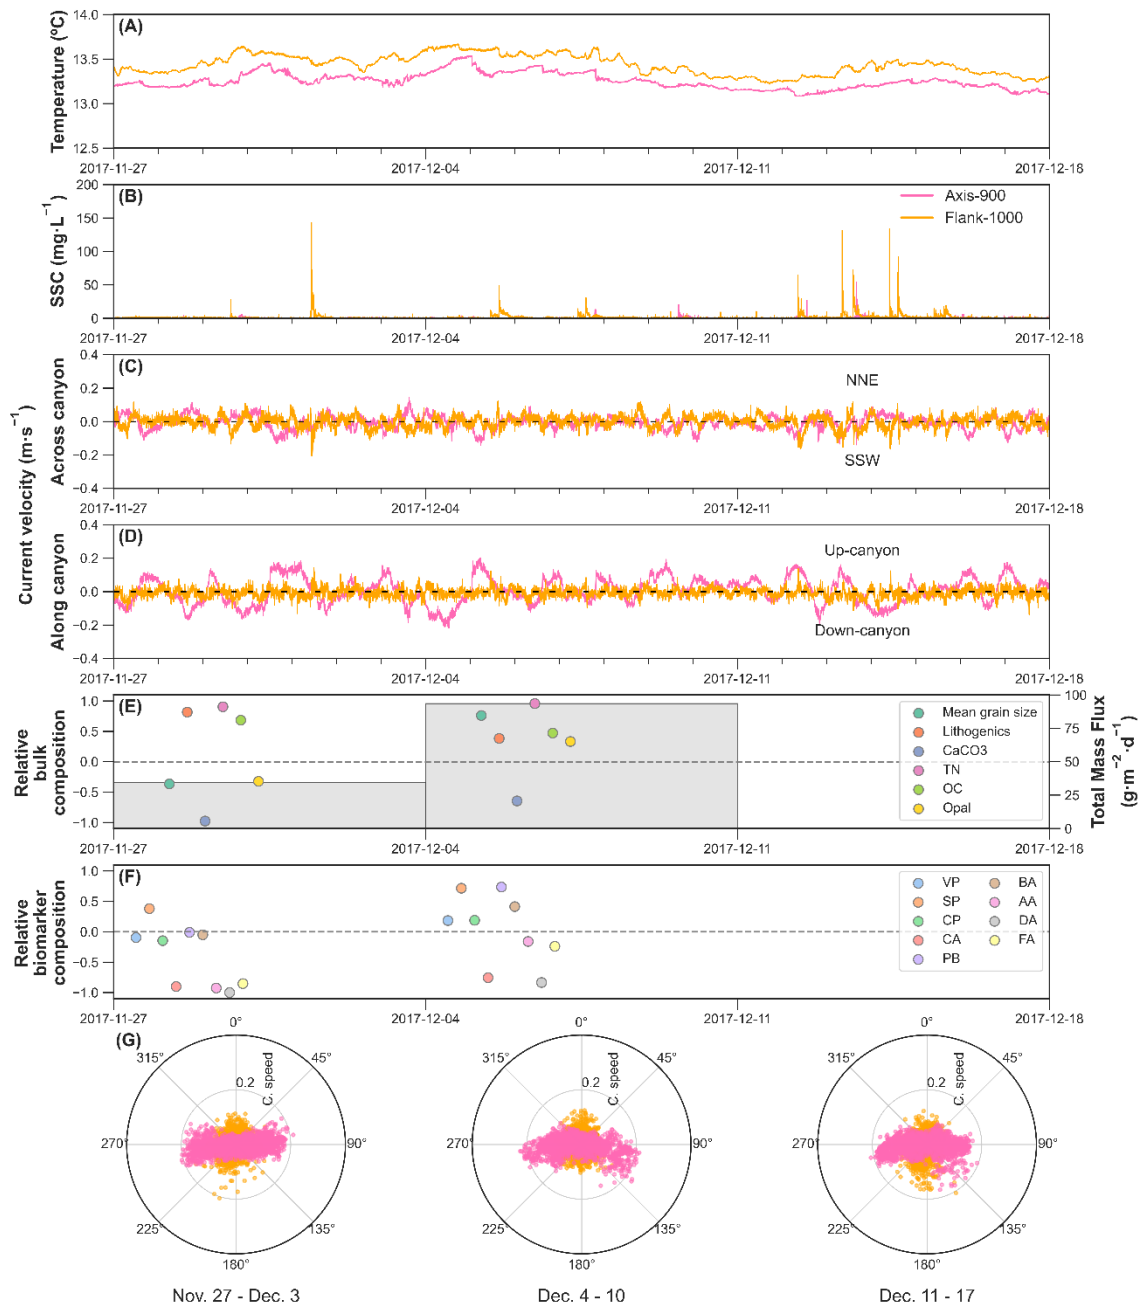 (A)
Temperature (ºC)
14.0
13.5
13.0
12.5
2017-11-27
2017-12-04
2017-12-11
2017-12-18
(B)
SSC (mg·L⁻¹)
200
150
100
50
0
Axis-900
Flank-1000
2017-11-27
2017-12-04
2017-12-11
2017-12-18
Current velocity (m·s⁻¹)
(C)
Across canyon
0.4
0.2
0.0
−0.2
−0.4
NNE
SSW
2017-11-27
2017-12-04
2017-12-11
2017-12-18
(D)
Along canyon
0.4
0.2
0.0
−0.2
−0.4
Up-canyon
Down-canyon
2017-11-27
2017-12-04
2017-12-11
2017-12-18
(E)
Relative
bulk
composition
1.0
0.5
0.0
−0.5
−1.0
Mean grain size
Lithogenics
CaCO3
TN
OC
Opal
100
75
50
25
0
Total Mass Flux
(g·m⁻²·d⁻¹)
2017-11-27
2017-12-04
2017-12-11
2017-12-18
(F)
Relative
biomarker
composition
1.0
0.5
0.0
−0.5
−1.0
VP
SP
CP
CA
PB
BA
AA
DA
FA
2017-11-27
2017-12-04
2017-12-11
2017-12-18
(G)
0°
45°
90°
135°
180°
225°
270°
315°
0.2
C. speed
Nov. 27 - Dec. 3
0°
45°
90°
135°
180°
225°
270°
315°
0.2
C. speed
Dec. 4 - 10
0°
45°
90°
135°
180°
225°
270°
315°
0.2
C. speed
Dec. 11 - 17